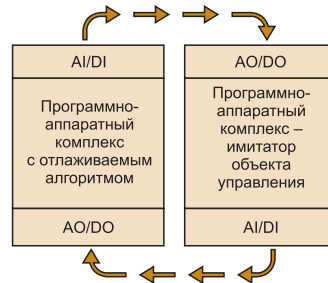 AI/DI
Программно-
аппаратный
комплекс
с отлаживаемым
алгоритмом
AO/DO
AO/DO
Программно-
аппаратный
комплекс –
имитатор
объекта
управления
AI/DI